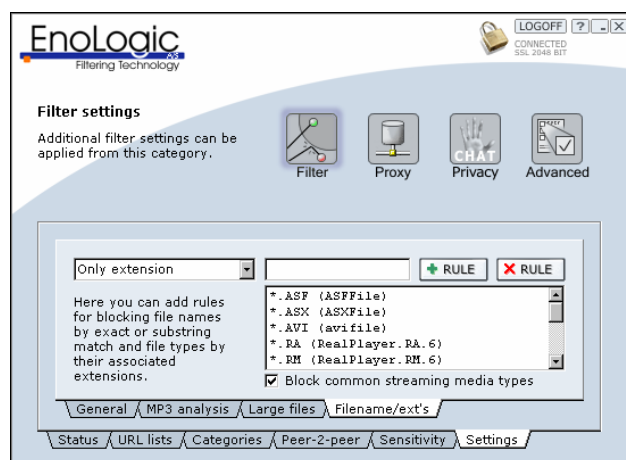 EnoLogic A/S
Filtering Technology
LOGOFF ? - X
CONNECTED
SSL 2048 BIT
Filter settings
Additional filter settings can be
applied from this category.
CHAT
Filter Proxy Privacy Advanced
Only extension
+ RULE X RULE
Here you can add rules
for blocking file names
by exact or substring
match and file types by
their associated
extensions.
*.ASF (ASFFile)
*.ASX (ASXFile)
*.AVI (avifile)
*.RA (RealPlayer.RA.6)
*.RM (RealPlayer.RM.6)
Block common streaming media types
General MP3 analysis Large files Filename/ext's
Status URL lists Categories Peer-2-peer Sensitivity Settings